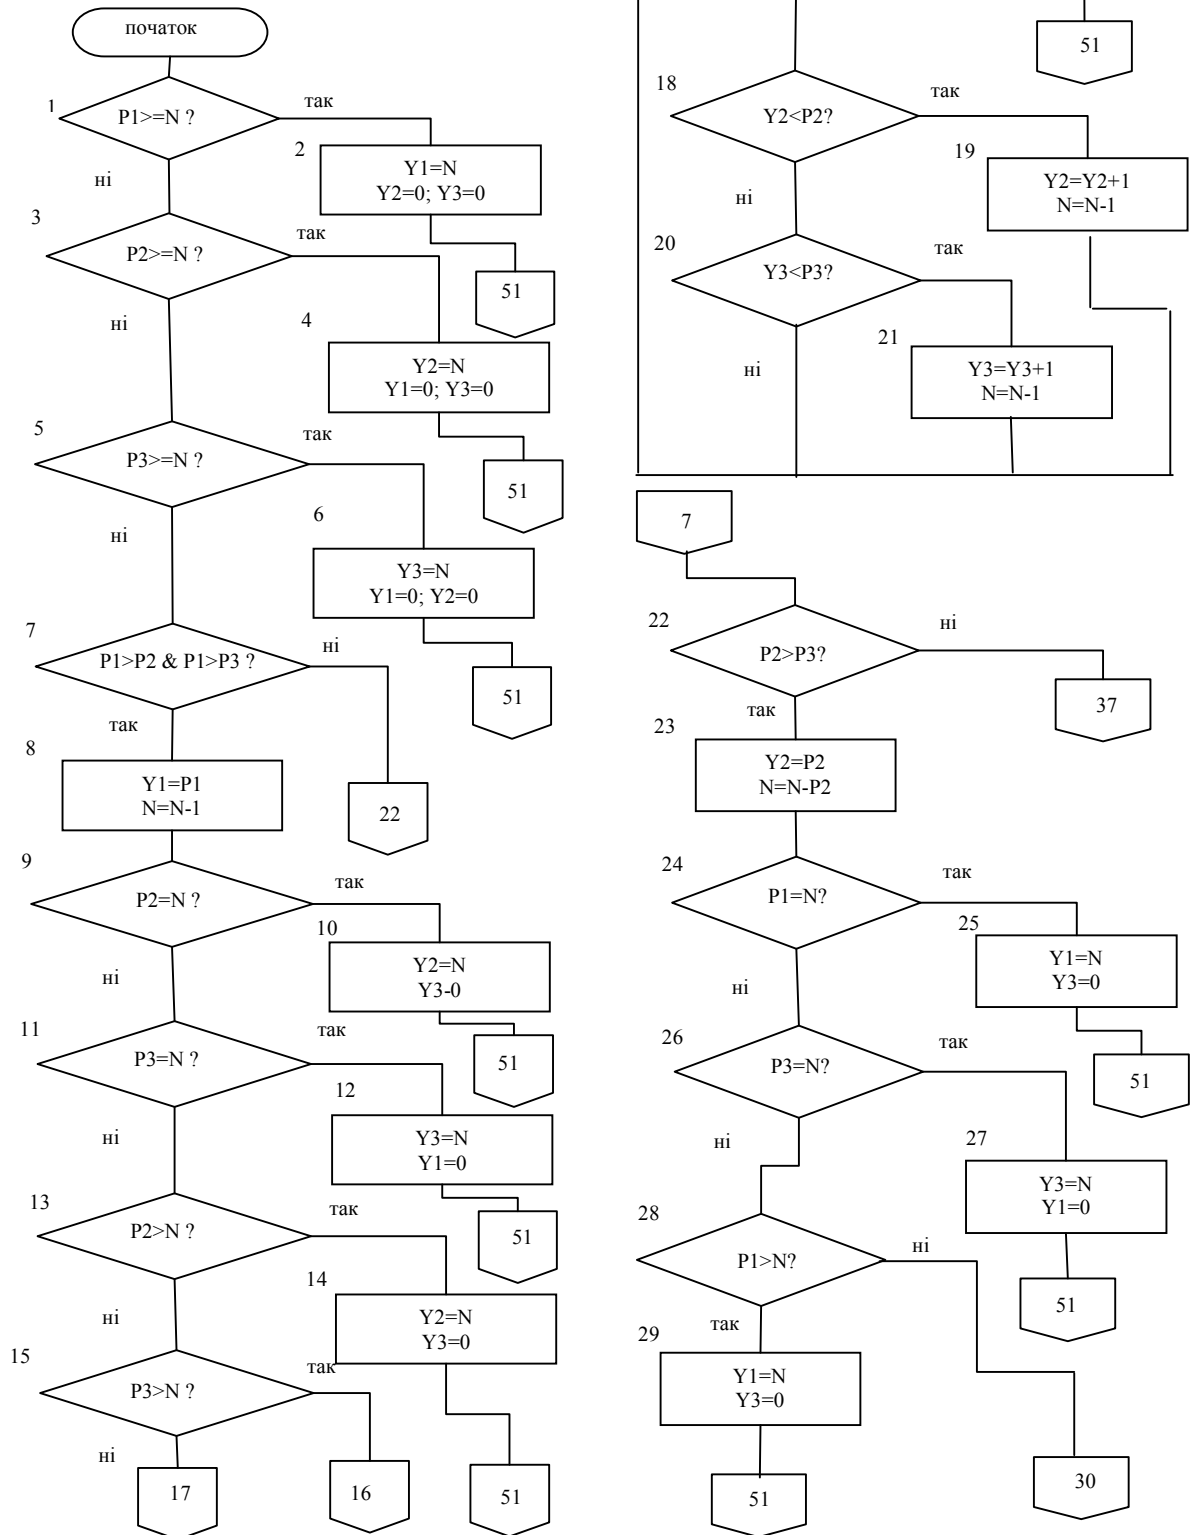 початок
1
P1>=N ?
так
ні
2
Y1=N
Y2=0; Y3=0
51
3
P2>=N ?
так
ні
4
Y2=N
Y1=0; Y3=0
51
5
P3>=N ?
так
ні
6
Y3=N
Y1=0; Y2=0
51
7
P1>P2 & P1>P3 ?
ні
так
22
8
Y1=P1
N=N-1
9
P2=N ?
так
ні
10
Y2=N
Y3-0
51
11
P3=N ?
так
ні
12
Y3=N
Y1=0
51
13
P2>N ?
так
ні
14
Y2=N
Y3=0
51
15
P3>N ?
так
ні
17
16
51
18
Y2<P2?
так
ні
19
Y2=Y2+1
N=N-1
20
Y3<P3?
так
ні
21
Y3=Y3+1
N=N-1
7
22
P2>P3?
ні
так
37
23
Y2=P2
N=N-P2
24
P1=N?
так
ні
25
Y1=N
Y3=0
51
26
P3=N?
так
ні
27
Y3=N
Y1=0
51
28
P1>N?
ні
так
29
Y1=N
Y3=0
51
30